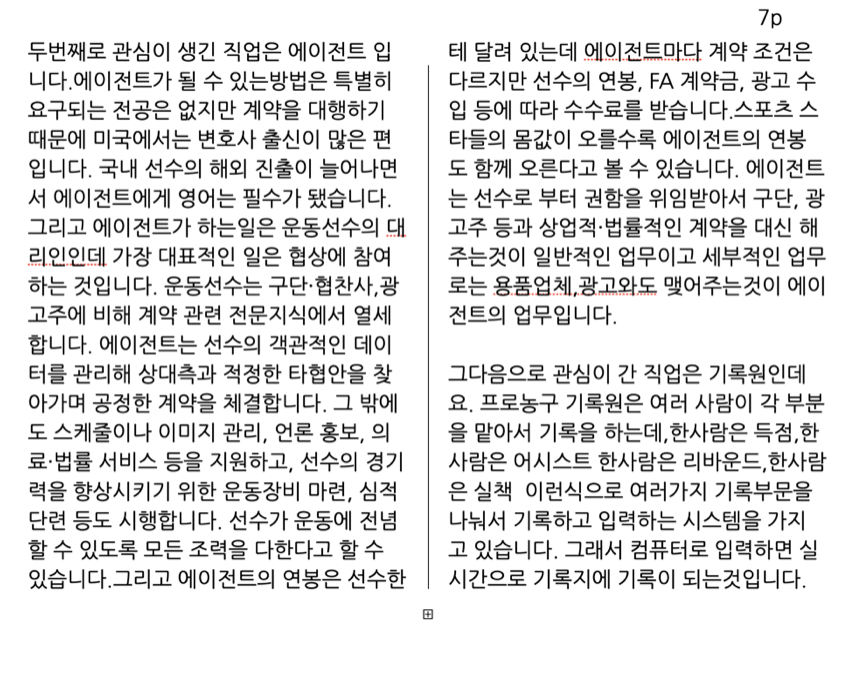 7p
두번째로 관심이 생긴 직업은 에이전트 입
니다.에이전트가 될 수 있는방법은 특별히
요구되는 전공은 없지만 계약을 대행하기
때문에 미국에서는 변호사 출신이 많은 편
입니다. 국내 선수의 해외 진출이 늘어나면
서 에이전트에게 영어는 필수가 됐습니다.
그리고 에이전트가 하는일은 운동선수의 대
리인인데 가장 대표적인 일은 협상에 참여
하는 것입니다. 운동선수는 구단·협찬사,광
고주에 비해 계약 관련 전문지식에서 열세
합니다. 에이전트는 선수의 객관적인 데이
터를 관리해 상대측과 적정한 타협안을 찾
아가며 공정한 계약을 체결합니다. 그 밖에
도 스케줄이나 이미지 관리, 언론 홍보, 의
료·법률 서비스 등을 지원하고, 선수의 경기
력을 향상시키기 위한 운동장비 마련, 심적
단련 등도 시행합니다. 선수가 운동에 전념
할 수 있도록 모든 조력을 다한다고 할 수
있습니다.그리고 에이전트의 연봉은 선수한
테 달려 있는데 에이전트마다 계약 조건은
다르지만 선수의 연봉, FA 계약금, 광고 수
입 등에 따라 수수료를 받습니다.스포츠 스
타들의 몸값이 오를수록 에이전트의 연봉
도 함께 오른다고 볼 수 있습니다. 에이전트
는 선수로 부터 권함을 위임받아서 구단, 광
고주 등과 상업적·법률적인 계약을 대신 해
주는것이 일반적인 업무이고 세부적인 업무
로는 용품업체,광고와도 맺어주는것이 에이
전트의 업무입니다.
그다음으로 관심이 간 직업은 기록원인데
요. 프로농구 기록원은 여러 사람이 각 부분
을 맡아서 기록을 하는데,한사람은 득점,한
사람은 어시스트 한사람은 리바운드,한사람
은 실책  이런식으로 여러가지 기록부문을
나눠서 기록하고 입력하는 시스템을 가지
고 있습니다. 그래서 컴퓨터로 입력하면 실
시간으로 기록지에 기록이 되는것입니다.